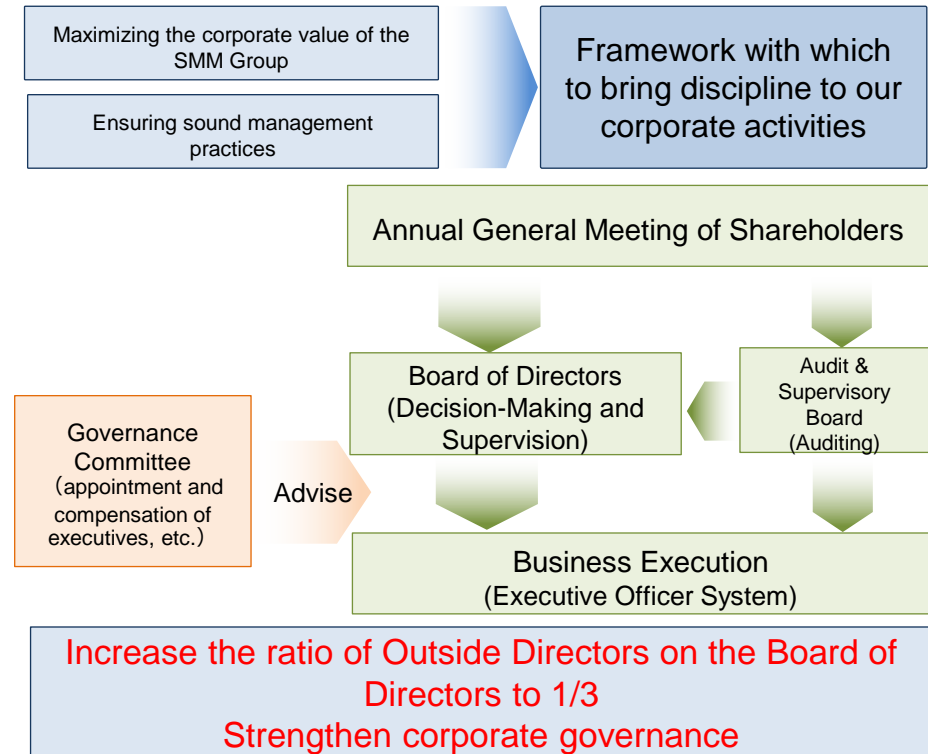 Maximizing the corporate value of the
SMM Group
Ensuring sound management
practices
Framework with which
to bring discipline to our
corporate activities
Annual General Meeting of Shareholders
Board of Directors
(Decision-Making and
Supervision)
Audit &
Supervisory
Board
(Auditing)
Governance
Committee
（appointment and
compensation of
executives, etc.）
Advise
Business Execution
(Executive Officer System)
Increase the ratio of Outside Directors on the Board of
Directors to 1/3
Strengthen corporate governance